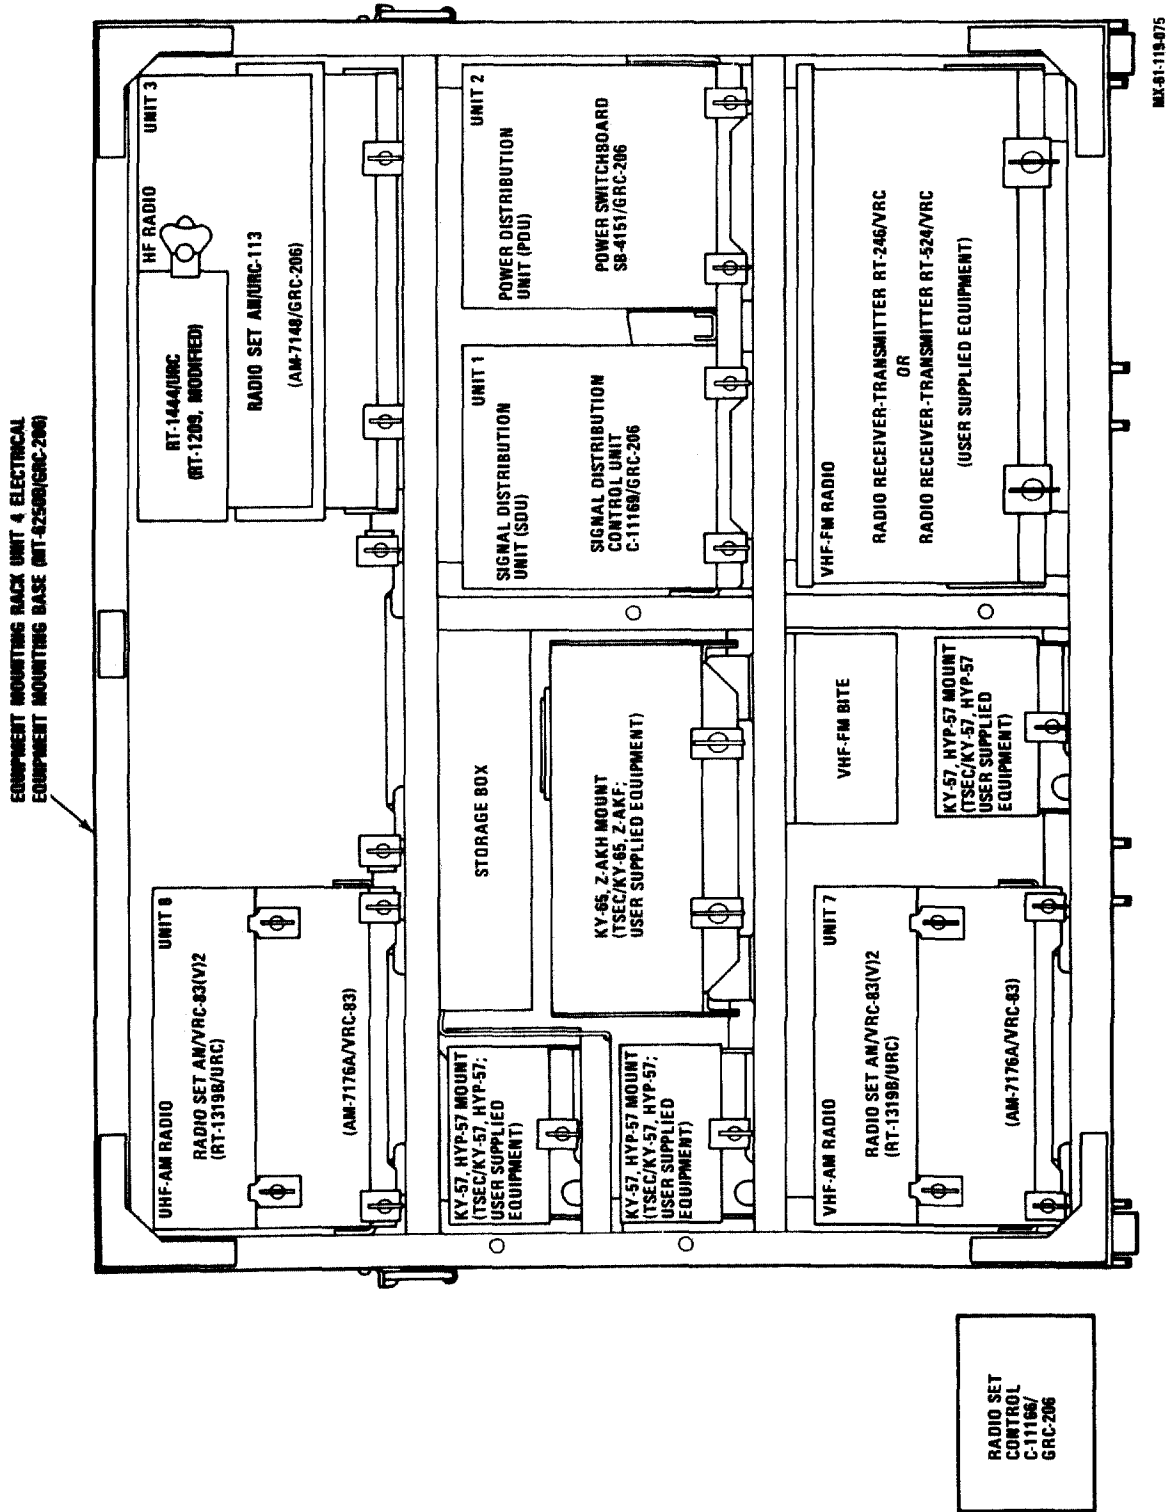 EQUIPMENT MOUNTING RACK UNIT 4 ELECTRICAL
EQUIPMENT MOUNTING BASE (MT-6250B/GRC-206)
UHF-AM RADIO
UNIT 8
RADIO SET AN/VRC-83(V)2
(RT-1319B/URC)
(AM-7176A/VRC-83)
HF RADIO
UNIT 3
RT-1444/URC
(RT-1209, MODIFIED)
RADIO SET AN/URC-113
(AM-7148/GRC-206)
KY-57, HYP-57 MOUNT
(TSEC/KY-57, HYP-57;
USER SUPPLIED
EQUIPMENT)
KY-57, HYP-57 MOUNT
(TSEC/KY-57, HYP-57;
USER SUPPLIED
EQUIPMENT)
STORAGE BOX
KY-65, Z-AKH MOUNT
(TSEC/KY-65, Z-AKF;
USER SUPPLIED EQUIPMENT)
SIGNAL DISTRIBUTION
UNIT (SDU)
UNIT 1
SIGNAL DISTRIBUTION
CONTROL UNIT
C-11169/GRC-206
POWER DISTRIBUTION
UNIT (PDU)
UNIT 2
POWER SWITCHBOARD
SB-4151/GRC-206
VHF-AM RADIO
UNIT 7
RADIO SET AN/VRC-83(V)2
(RT-1319B/URC)
(AM-7176A/VRC-83)
VHF-FM BITE
KY-57, HYP-57 MOUNT
(TSEC/KY-57, HYP-57
USER SUPPLIED
EQUIPMENT)
VHF-FM RADIO
RADIO RECEIVER-TRANSMITTER RT-246/VRC
OR
RADIO RECEIVER-TRANSMITTER RT-524/VRC
(USER SUPPLIED EQUIPMENT)
RADIO SET
CONTROL
C-11166/
GRC-206
MX-81-119-075